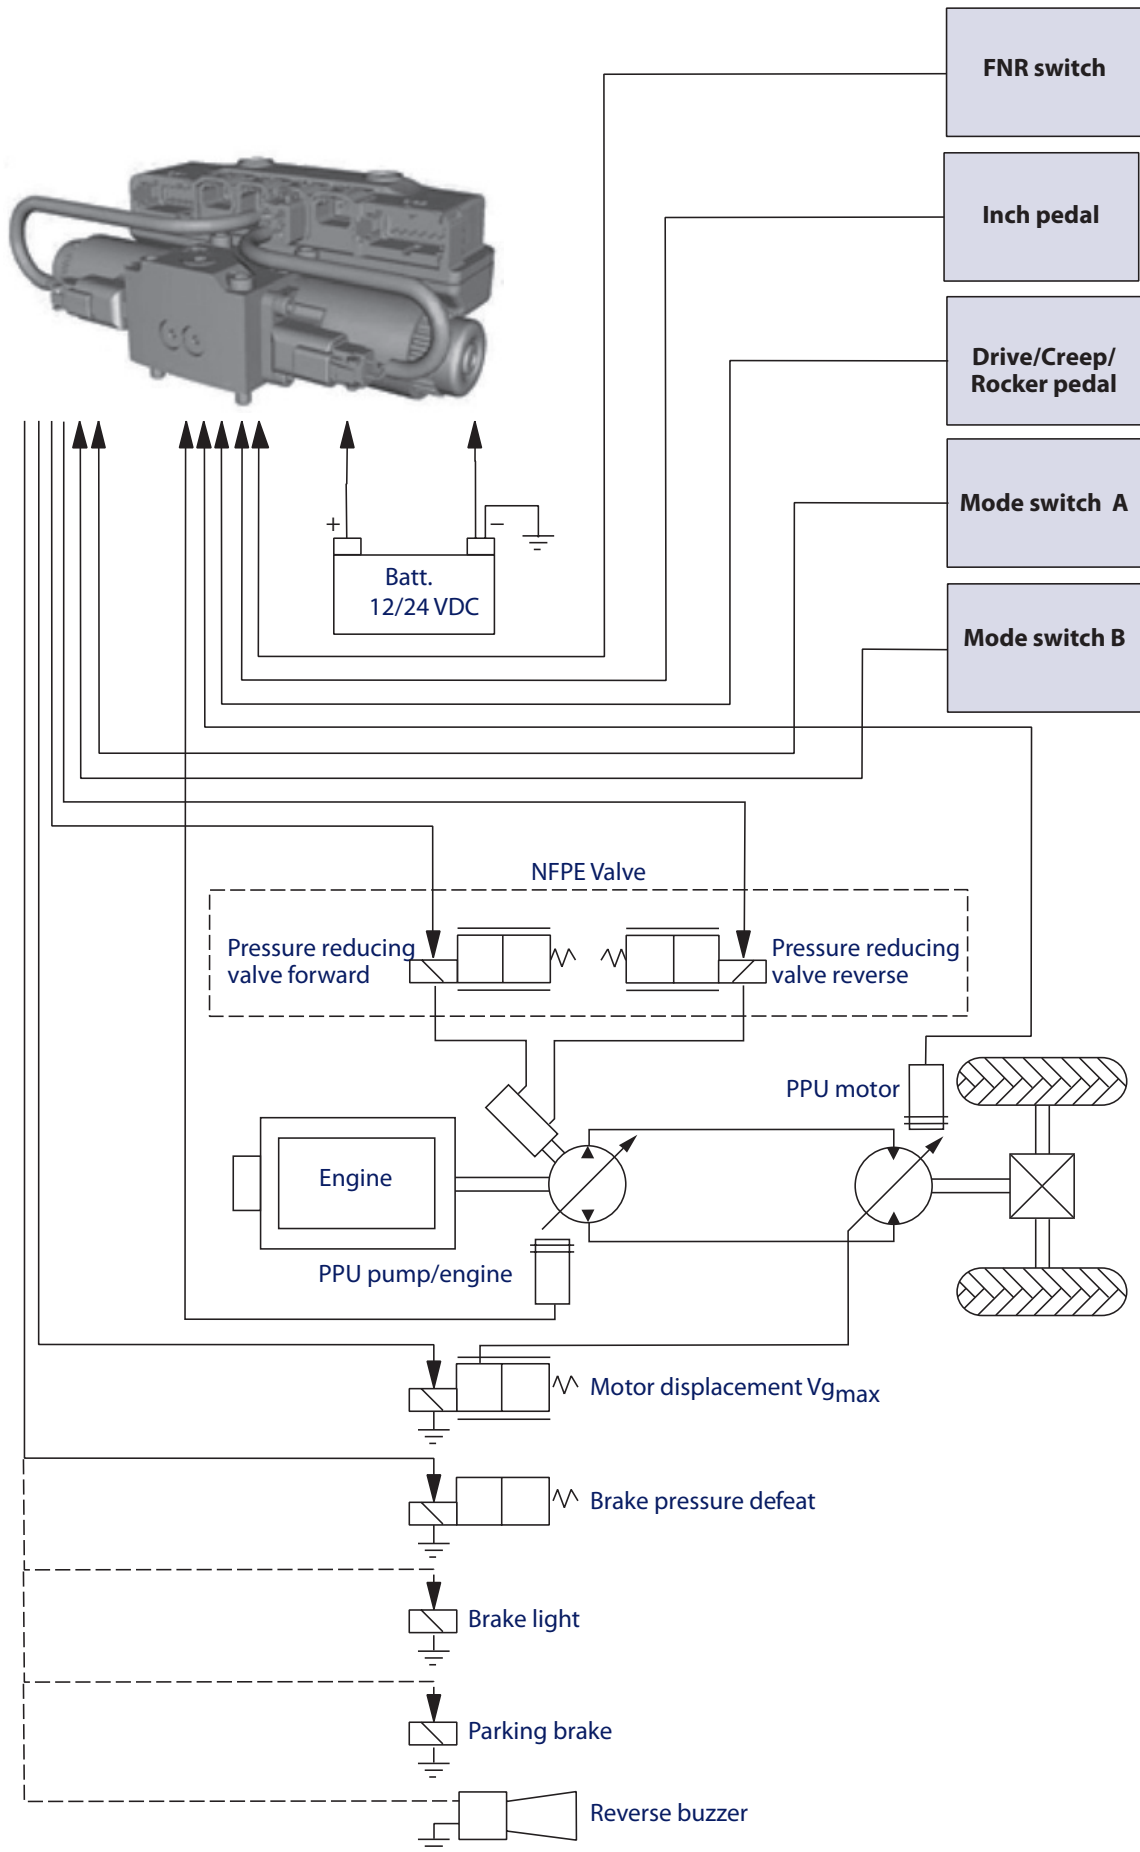 FNR switch
Inch pedal
Drive/Creep/
Rocker pedal
Mode switch A
+
−
Batt.
12/24 VDC
Mode switch B
NFPE Valve
Pressure reducing
valve forward
Pressure reducing
valve reverse
PPU motor
Engine
PPU pump/engine
Motor displacement Vgmax
Brake pressure defeat
Brake light
Parking brake
Reverse buzzer